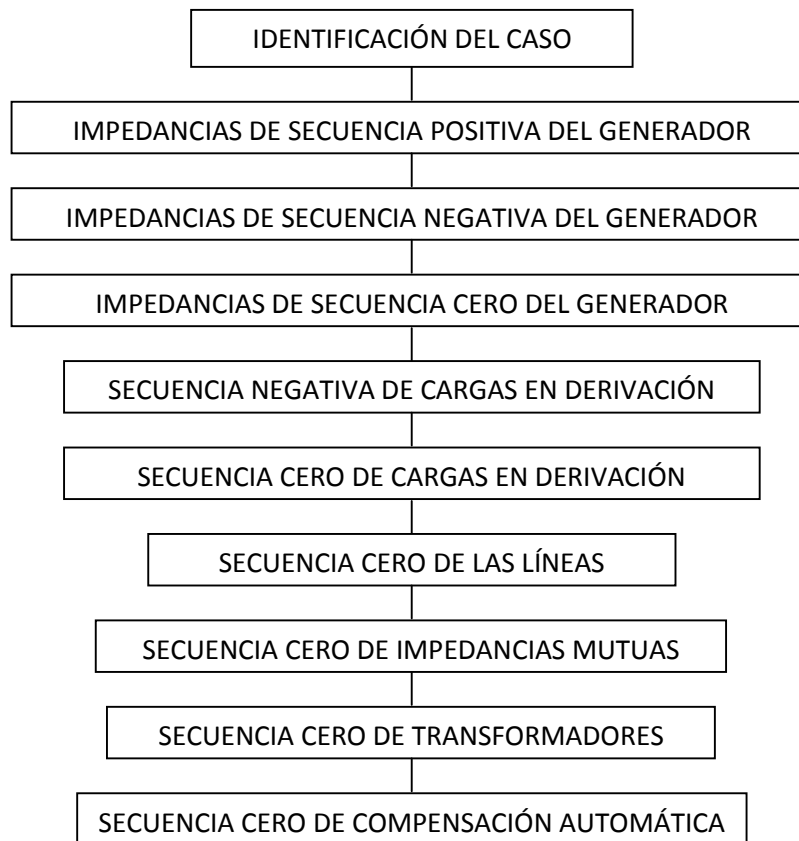 IDENTIFICACIÓN DEL CASO
IMPEDANCIAS DE SECUENCIA POSITIVA DEL GENERADOR
IMPEDANCIAS DE SECUENCIA NEGATIVA DEL GENERADOR
IMPEDANCIAS DE SECUENCIA CERO DEL GENERADOR
SECUENCIA NEGATIVA DE CARGAS EN DERIVACIÓN
SECUENCIA CERO DE CARGAS EN DERIVACIÓN
SECUENCIA CERO DE LAS LÍNEAS
SECUENCIA CERO DE IMPEDANCIAS MUTUAS
SECUENCIA CERO DE TRANSFORMADORES
SECUENCIA CERO DE COMPENSACIÓN AUTOMÁTICA